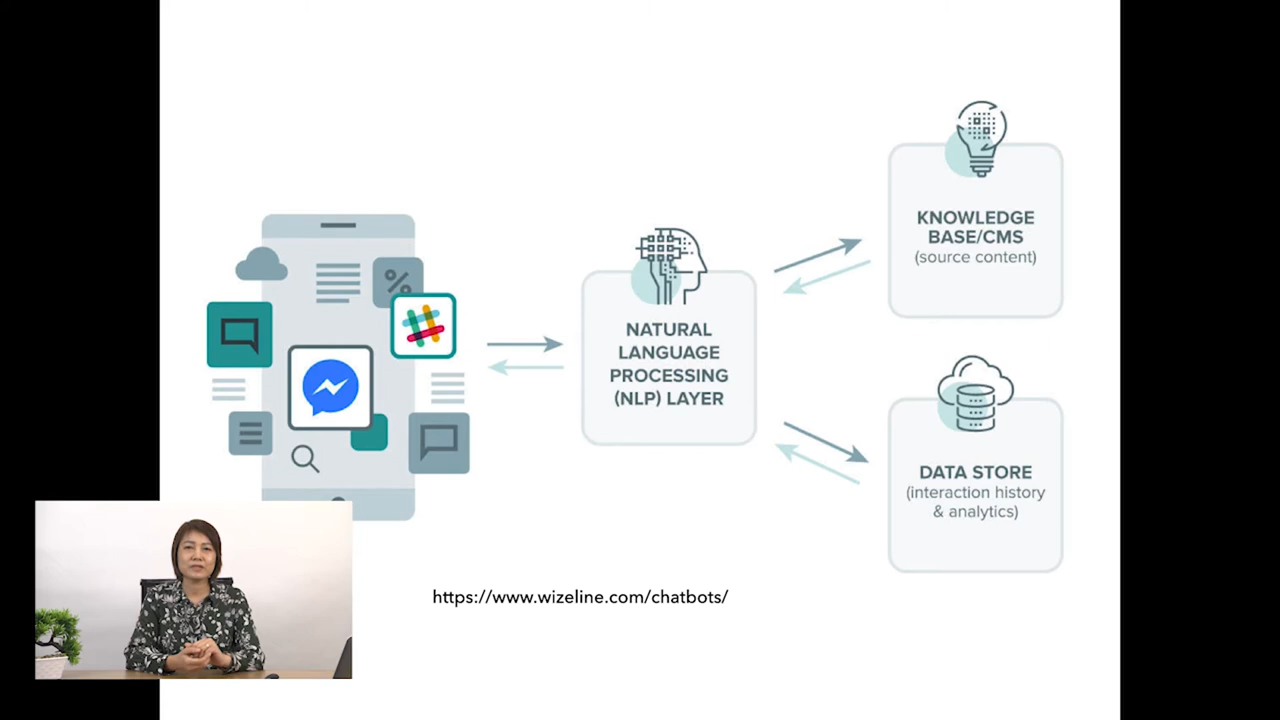 %
NATURAL
LANGUAGE
PROCESSING
(NLP) LAYER
KNOWLEDGE
BASE/CMS
(source content)
DATA STORE
(interaction history
& analytics)
https://www.wizeline.com/chatbots/